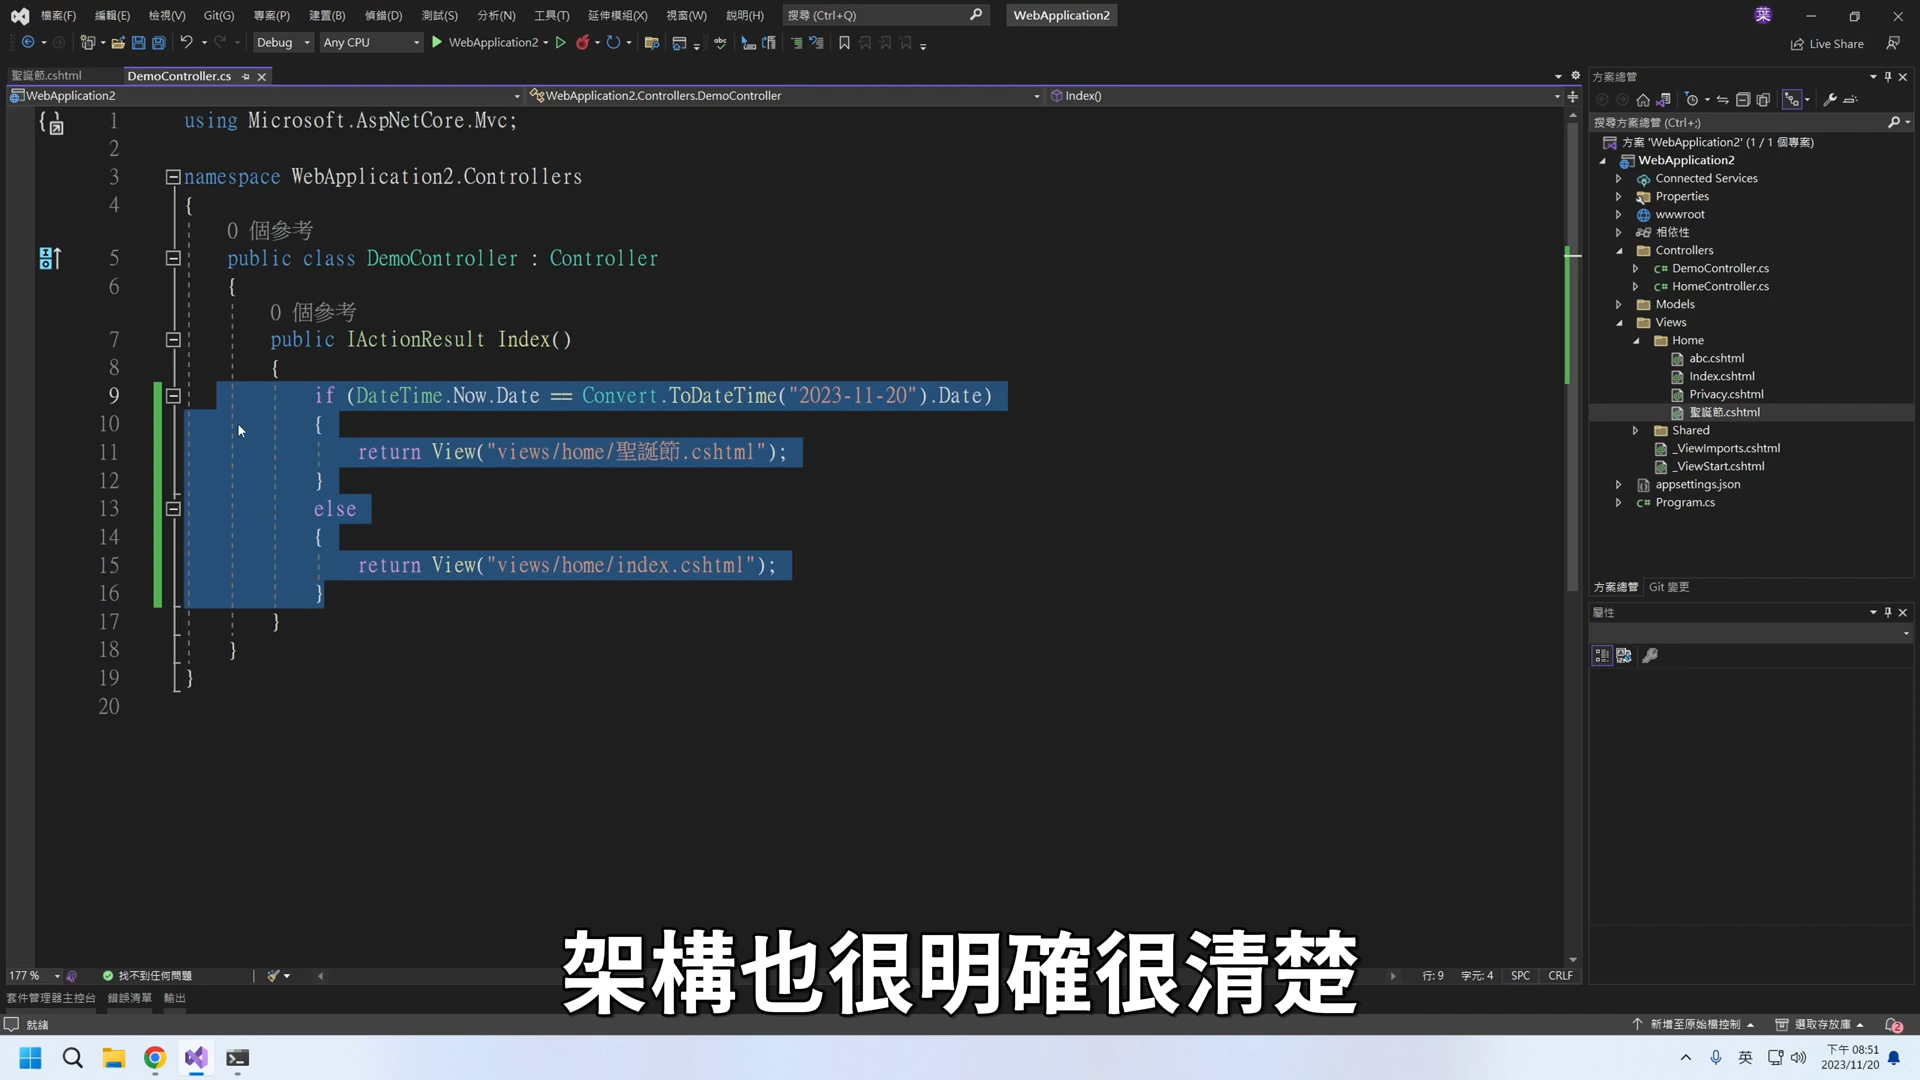 檔案(F) 編輯(E) 檢視(V) Git(G) 專案(P) 建置(B) 偵錯(D) 測試(S) 分析(N) 工具(T) 延伸模組(X) 視窗(W) 說明(H) 搜尋 (Ctrl+Q) WebApplication2 葉
Debug Any CPU WebApplication2 Live Share
聖誕節.cshtml DemoController.cs
WebApplication2 WebApplication2.Controllers.DemoController Index()
1 using Microsoft.AspNetCore.Mvc;
2
3 namespace WebApplication2.Controllers
4 {
0 個參考
5 public class DemoController : Controller
6 {
0 個參考
7 public IActionResult Index()
8 {
9 if (DateTime.Now.Date == Convert.ToDateTime("2023-11-20").Date)
10 {
11 return View("views/home/聖誕節.cshtml");
12 }
13 else
14 {
15 return View("views/home/index.cshtml");
16 }
17 }
18 }
19 }
20
方案總管
搜尋方案總管 (Ctrl+;)
方案 'WebApplication2' (1 / 1 個專案)
WebApplication2
Connected Services
Properties
wwwroot
相依性
Controllers
C# DemoController.cs
C# HomeController.cs
Models
Views
Home
abc.cshtml
Index.cshtml
Privacy.cshtml
聖誕節.cshtml
Shared
_ViewImports.cshtml
_ViewStart.cshtml
appsettings.json
C# Program.cs
方案總管 Git 變更
屬性
架構也很明確很清楚
177 % 找不到任何問題 行: 9 字元: 4 SPC CRLF
套件管理器主控台 錯誤清單 輸出
就緒 新增至原始檔控制 選取存放庫 2
英 下午 08:51
2023/11/20